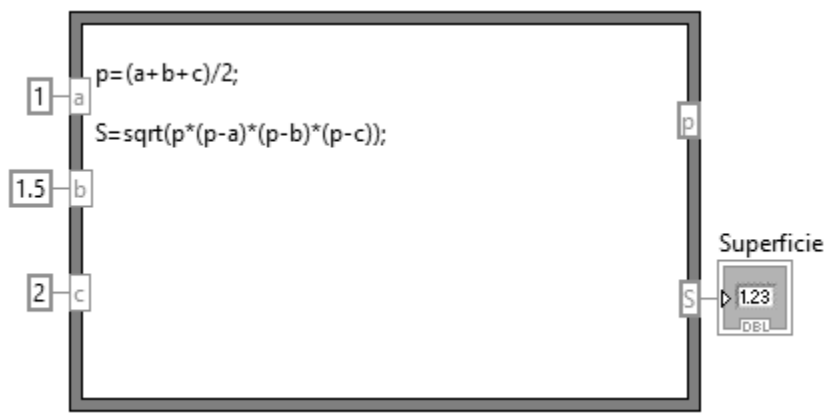 p=(a+b+c)/2;
1
a
p
S=sqrt(p*(p-a)*(p-b)*(p-c));
1.5
b
Superficie
2
c
S
1.23
DBL